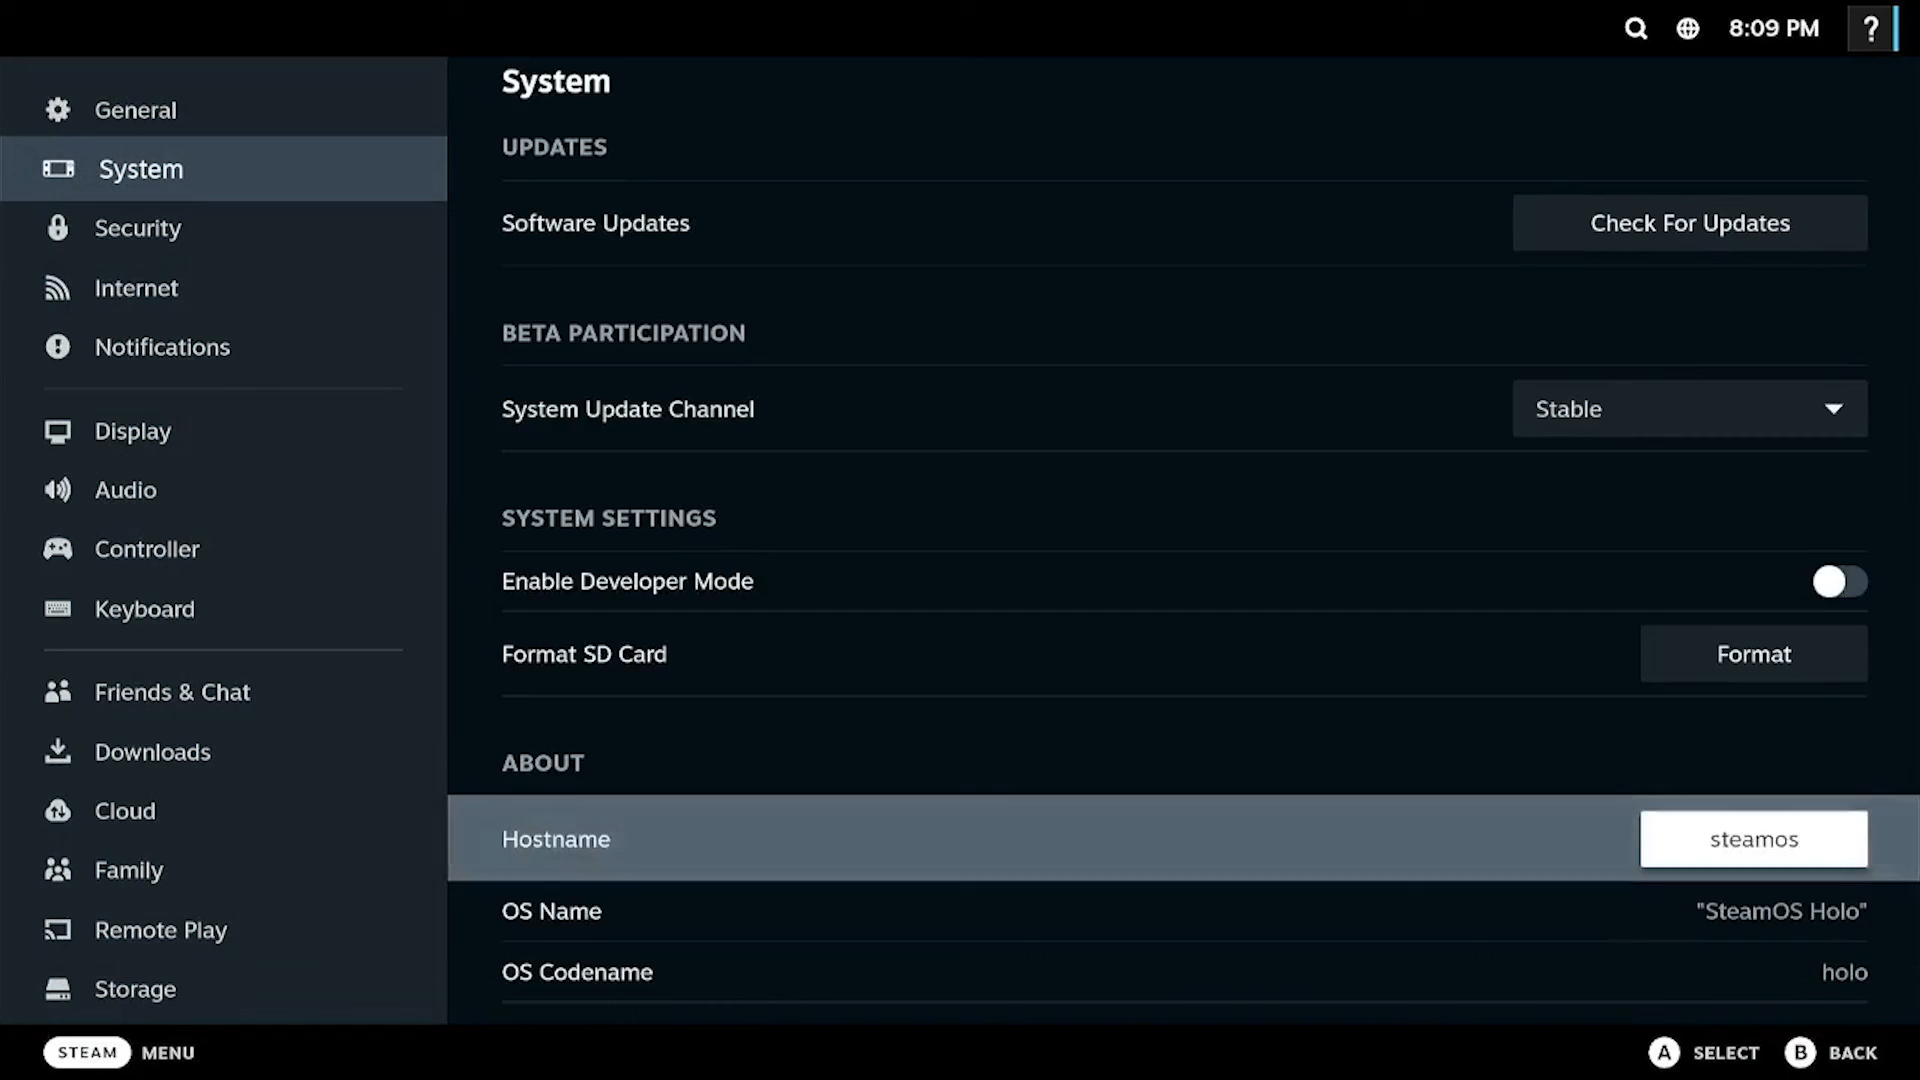 8:09 PM
?
General
System
Security
Internet
Notifications
Display
Audio
Controller
Keyboard
Friends & Chat
Downloads
Cloud
Family
Remote Play
Storage
System
UPDATES
Software Updates
Check For Updates
BETA PARTICIPATION
System Update Channel
Stable
SYSTEM SETTINGS
Enable Developer Mode
Format SD Card
Format
ABOUT
Hostname
steamos
OS Name
"SteamOS Holo"
OS Codename
holo
STEAM MENU
A SELECT B BACK